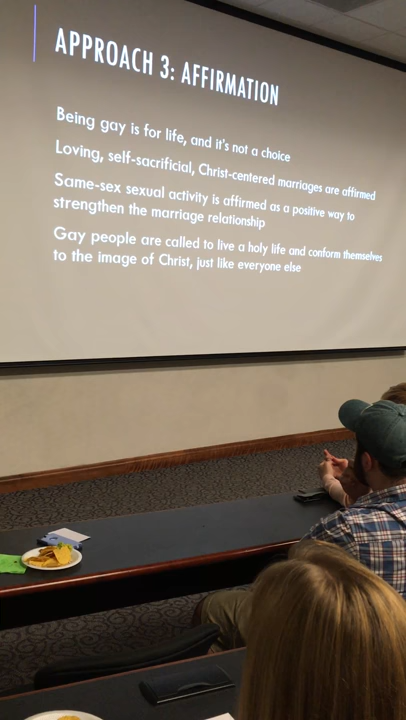 APPROACH 3: AFFIRMATION
Being gay is for life, and it's not a choice
Loving, self-sacrificial, Christ-centered marriages are affirmed
Same-sex sexual activity is affirmed as a positive way to
strengthen the marriage relationship
Gay people are called to live a holy life and conform themselves
to the image of Christ, just like everyone else